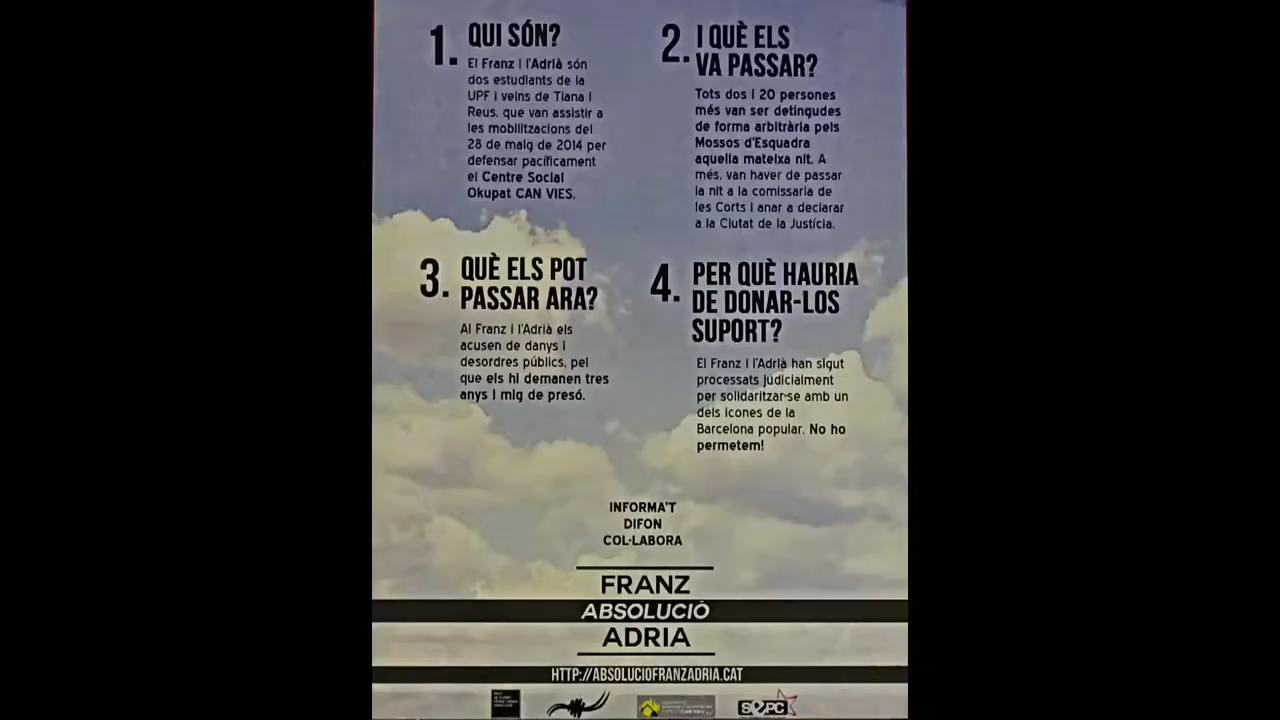 1. QUI SÓN?
El Franz i l'Adrià són
dos estudiants de la
UPF i veïns de Tiana i
Reus, que van assistir a
les mobilitzacions del
28 de maig de 2014 per
defensar pacíficament
el Centre Social
Okupat CAN VIES.
2. I QUÈ ELS
VA PASSAR?
Tots dos i 20 persones
més van ser detingudes
de forma arbitrària pels
Mossos d'Esquadra
aquella mateixa nit. A
més, van haver de passar
la nit a la comissaria de
les Corts i anar a declarar
a la Ciutat de la Justícia.
3. QUÈ ELS POT
PASSAR ARA?
Al Franz i l'Adrià els
acusen de danys i
desordres públics, pel
que els hi demanen tres
anys i mig de presó.
4. PER QUÈ HAURIA
DE DONAR-LOS
SUPORT?
El Franz i l'Adrià han sigut
processats judicialment
per solidaritzar-se amb un
dels icones de la
Barcelona popular. No ho
permetem!
INFORMA'T
DIFON
COL·LABORA
FRANZ
ABSOLUCIÓ
ADRIA
HTTP://ABSOLUCIOFRANZADRIA.CAT
SEPC